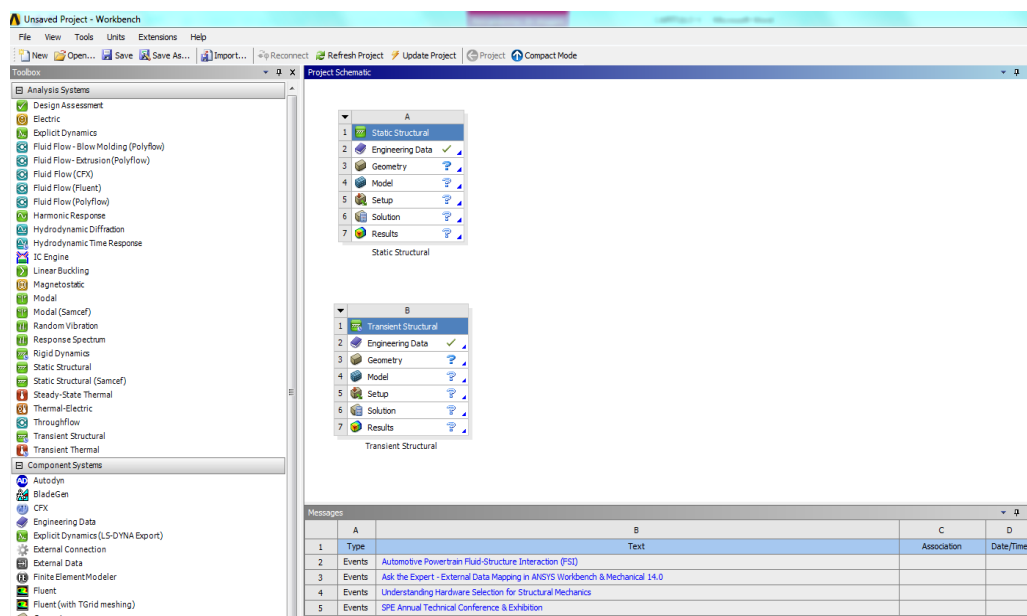 Unsaved Project - Workbench
File View Tools Units Extensions Help
New Open... Save Save As... Import... Reconnect Refresh Project Update Project Project Compact Mode
Toolbox
Analysis Systems
Design Assessment
Electric
Explicit Dynamics
Fluid Flow - Blow Molding (Polyflow)
Fluid Flow - Extrusion (Polyflow)
Fluid Flow (CFX)
Fluid Flow (Fluent)
Fluid Flow (Polyflow)
Harmonic Response
Hydrodynamic Diffraction
Hydrodynamic Time Response
IC Engine
Linear Buckling
Magnetostatic
Modal
Modal (Samcef)
Random Vibration
Response Spectrum
Rigid Dynamics
Static Structural
Static Structural (Samcef)
Steady-State Thermal
Thermal-Electric
Throughflow
Transient Structural
Transient Thermal
Component Systems
Autodyn
BladeGen
CFX
Engineering Data
Explicit Dynamics (LS-DYNA Export)
External Connection
External Data
Finite Element Modeler
Fluent
Fluent (with TGrid meshing)
Project Schematic
A
1 Static Structural
2 Engineering Data
3 Geometry ?
4 Model ?
5 Setup ?
6 Solution ?
7 Results ?
Static Structural
B
1 Transient Structural
2 Engineering Data
3 Geometry ?
4 Model ?
5 Setup ?
6 Solution ?
7 Results ?
Transient Structural
Messages
A B C D
1 Type Text Association Date/Time
2 Events Automotive Powertrain Fluid-Structure Interaction (FSI)
3 Events Ask the Expert - External Data Mapping in ANSYS Workbench & Mechanical 14.0
4 Events Understanding Hardware Selection for Structural Mechanics
5 Events SPE Annual Technical Conference & Exhibition